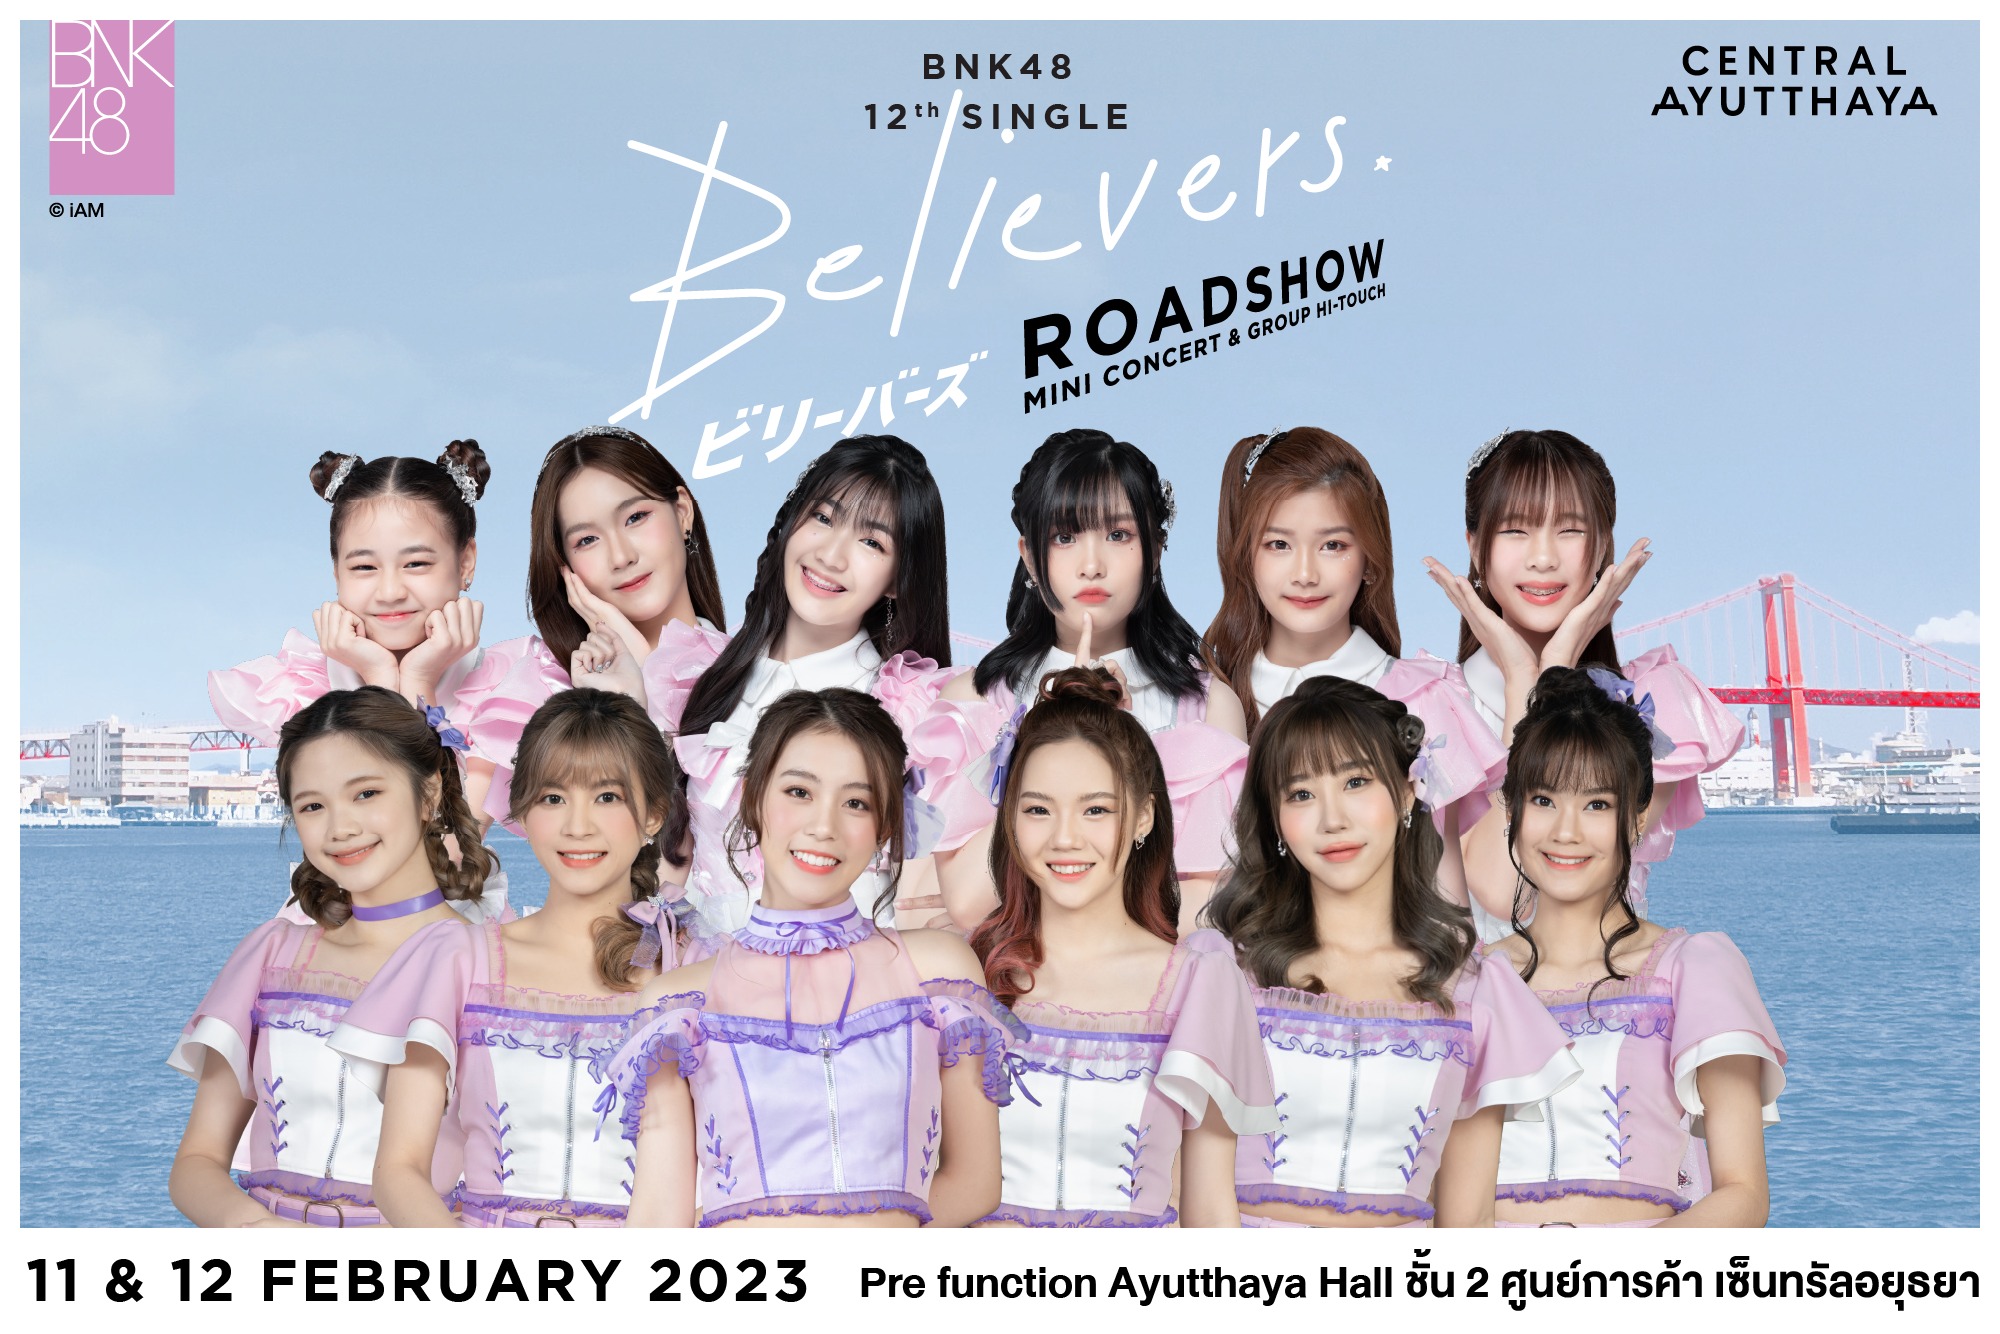 BNK
48
© iAM
BNK48
12th SINGLE
Believers.
ビリーバーズ
ROADSHOW
MINI CONCERT & GROUP HI-TOUCH
CENTRAL
AYUTTHAYA
11 & 12 FEBRUARY 2023
Pre function Ayutthaya Hall ชั้น 2 ศูนย์การค้า เซ็นทรัลอยุธยา